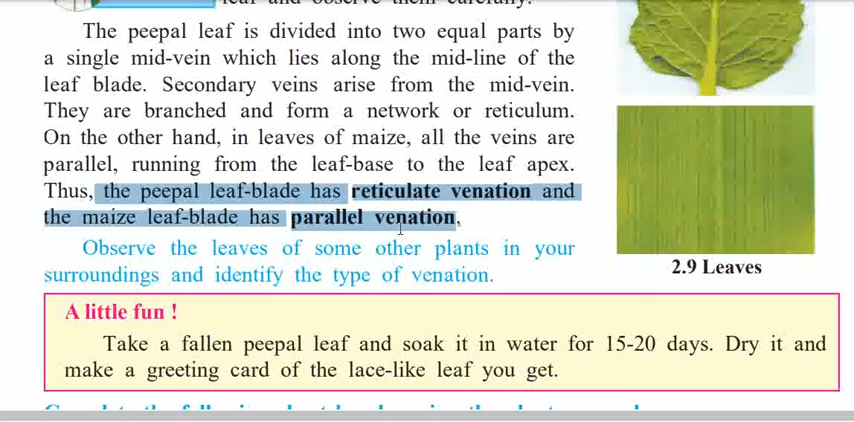 leaf and observe them carefully.
The peepal leaf is divided into two equal parts by
a single mid-vein which lies along the mid-line of the
leaf blade. Secondary veins arise from the mid-vein.
They are branched and form a network or reticulum.
On the other hand, in leaves of maize, all the veins are
parallel, running from the leaf-base to the leaf apex.
Thus, the peepal leaf-blade has reticulate venation and
the maize leaf-blade has parallel venation.
Observe the leaves of some other plants in your
surroundings and identify the type of venation.
2.9 Leaves
A little fun !
Take a fallen peepal leaf and soak it in water for 15-20 days. Dry it and
make a greeting card of the lace-like leaf you get.